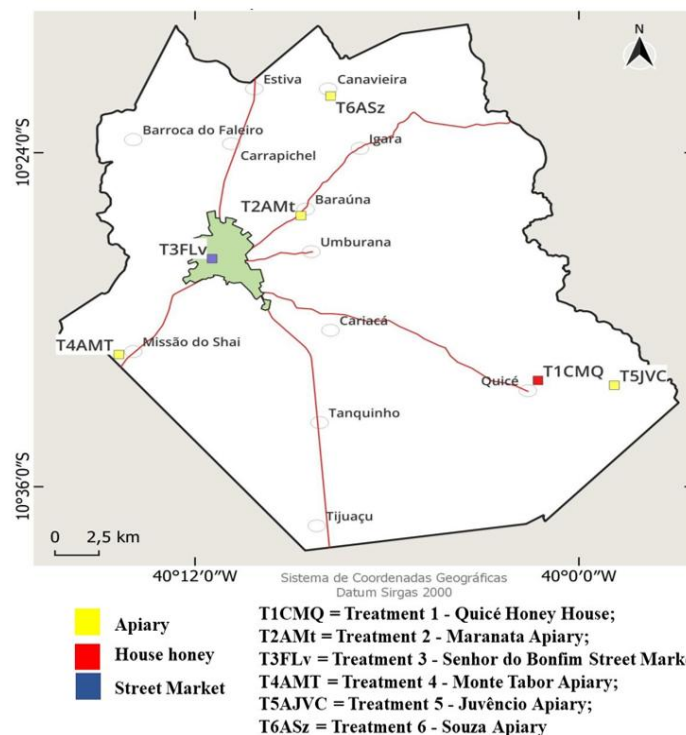 N
Estiva
Canavieira
T6ASz
Barroca do Faleiro
Carrapichel
Igara
10°24'0"S
T2AMt
Baraúna
T3FLv
Umburana
Cariacá
T4AMT
Missão do Shai
T1CMQ
T5JVC
Quicé
Tanquinho
10°36'0"S
Tijuaçu
0 2,5 km
40°12'0"W
40°0'0"W
Sistema de Coordenadas Geográficas
Datum Sirgas 2000
Apiary
House honey
Street Market
T1CMQ = Treatment 1 - Quicé Honey House;
T2AMt = Treatment 2 - Maranata Apiary;
T3FLv = Treatment 3 - Senhor do Bonfim Street Marke
T4AMT = Treatment 4 - Monte Tabor Apiary;
T5AJVC = Treatment 5 - Juvêncio Apiary;
T6ASz = Treatment 6 - Souza Apiary